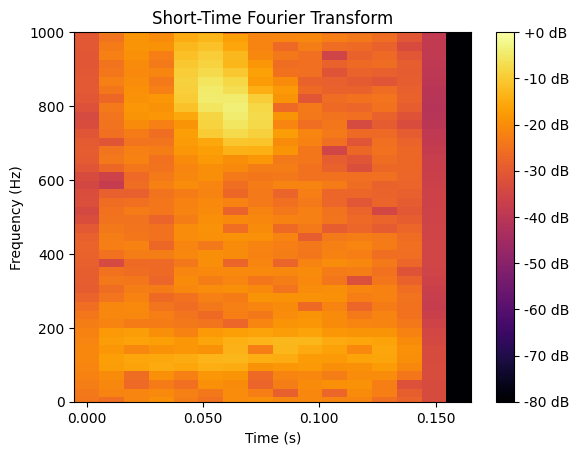 Short-Time Fourier Transform
1000
800
600
400
200
0
Frequency (Hz)
0.000
0.050
0.100
0.150
Time (s)
+0 dB
-10 dB
-20 dB
-30 dB
-40 dB
-50 dB
-60 dB
-70 dB
-80 dB